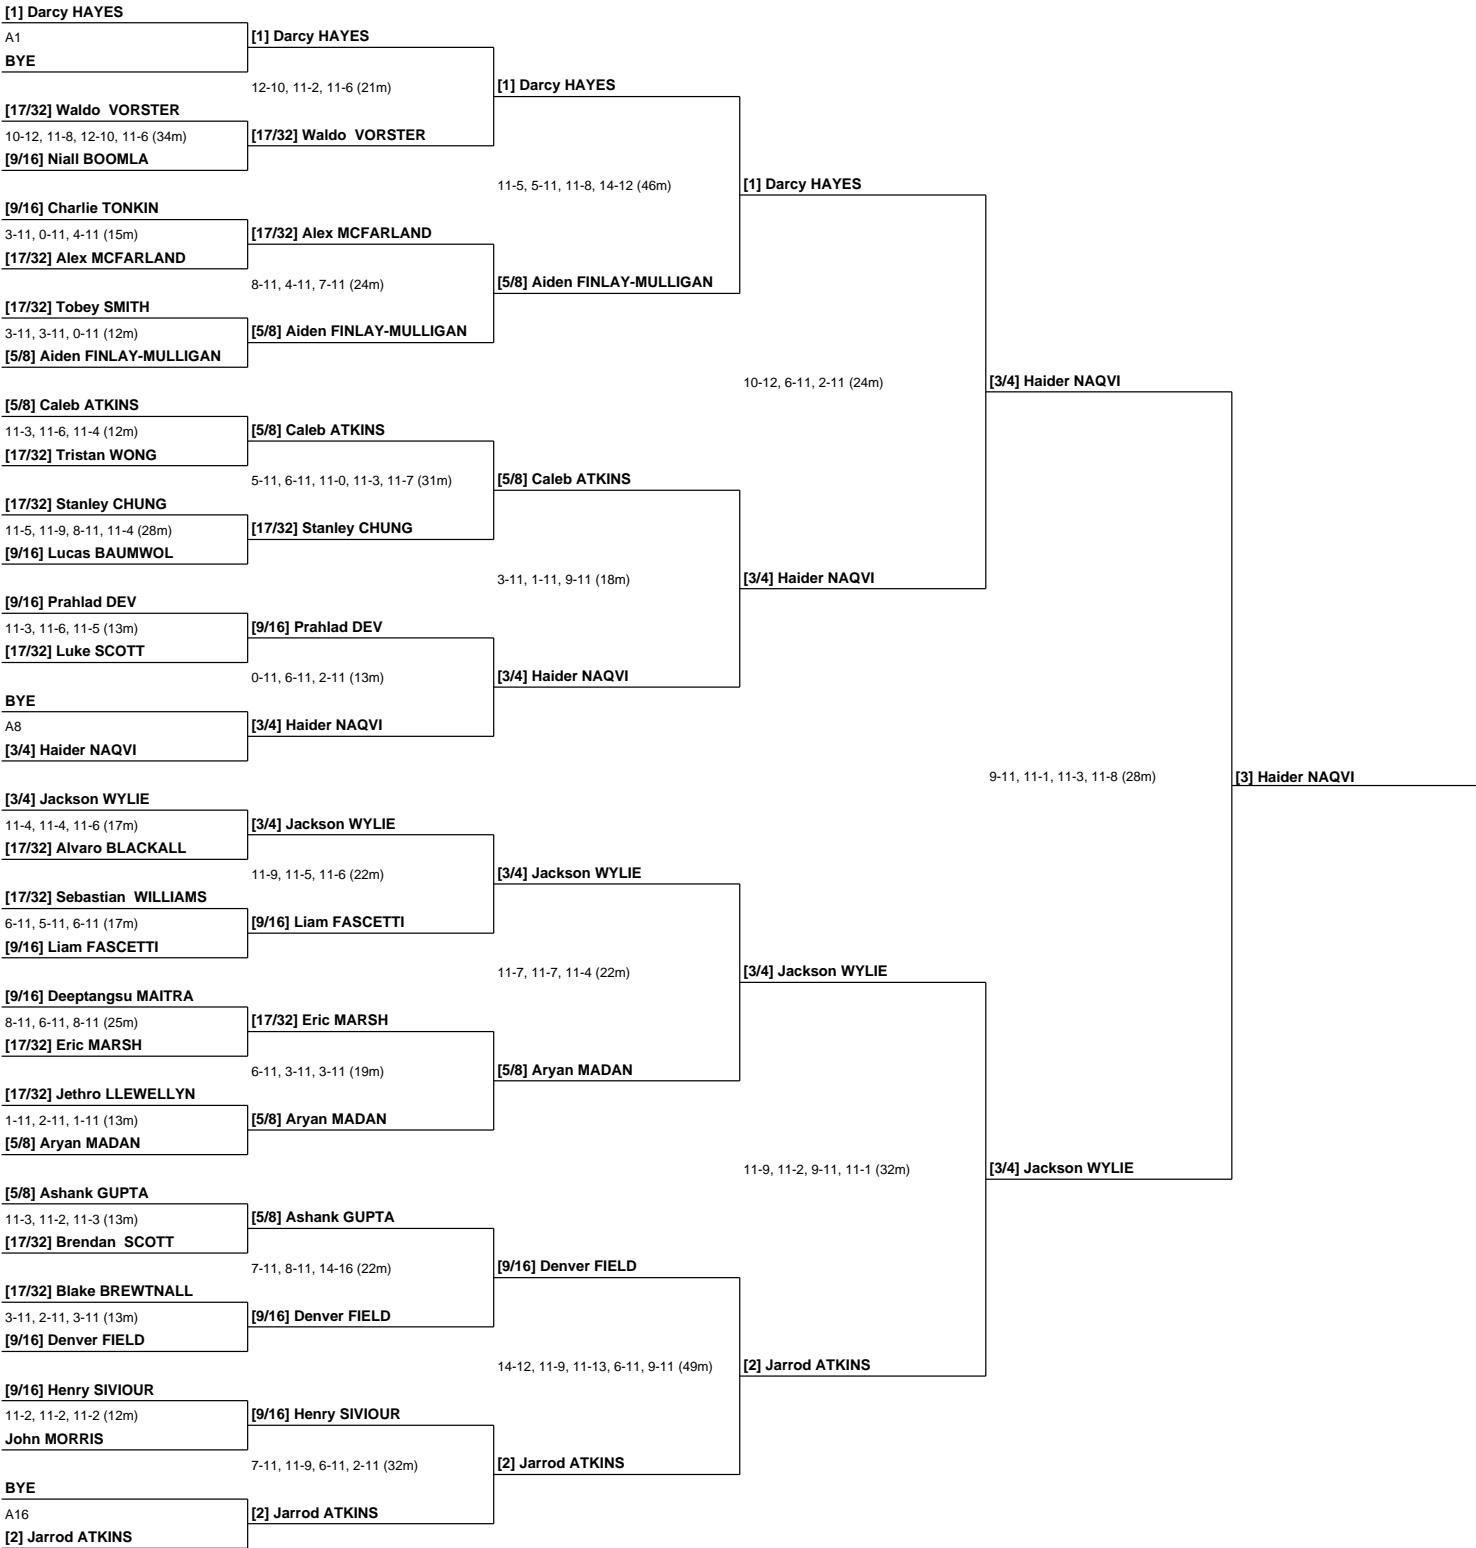 [1] Darcy HAYES
A1
[1] Darcy HAYES
BYE
12-10, 11-2, 11-6 (21m)
[1] Darcy HAYES
[17/32] Waldo  VORSTER
10-12, 11-8, 12-10, 11-6 (34m)
[17/32] Waldo  VORSTER
[9/16] Niall BOOMLA
11-5, 5-11, 11-8, 14-12 (46m)
[1] Darcy HAYES
[9/16] Charlie TONKIN
3-11, 0-11, 4-11 (15m)
[17/32] Alex MCFARLAND
[17/32] Alex MCFARLAND
8-11, 4-11, 7-11 (24m)
[5/8] Aiden FINLAY-MULLIGAN
[17/32] Tobey SMITH
3-11, 3-11, 0-11 (12m)
[5/8] Aiden FINLAY-MULLIGAN
[5/8] Aiden FINLAY-MULLIGAN
10-12, 6-11, 2-11 (24m)
[3/4] Haider NAQVI
[5/8] Caleb ATKINS
11-3, 11-6, 11-4 (12m)
[5/8] Caleb ATKINS
[17/32] Tristan WONG
5-11, 6-11, 11-0, 11-3, 11-7 (31m)
[5/8] Caleb ATKINS
[17/32] Stanley CHUNG
11-5, 11-9, 8-11, 11-4 (28m)
[17/32] Stanley CHUNG
[9/16] Lucas BAUMWOL
3-11, 1-11, 9-11 (18m)
[3/4] Haider NAQVI
[9/16] Prahlad DEV
11-3, 11-6, 11-5 (13m)
[9/16] Prahlad DEV
[17/32] Luke SCOTT
0-11, 6-11, 2-11 (13m)
[3/4] Haider NAQVI
BYE
A8
[3/4] Haider NAQVI
[3/4] Haider NAQVI
9-11, 11-1, 11-3, 11-8 (28m)
[3] Haider NAQVI
[3/4] Jackson WYLIE
11-4, 11-4, 11-6 (17m)
[3/4] Jackson WYLIE
[17/32] Alvaro BLACKALL
11-9, 11-5, 11-6 (22m)
[3/4] Jackson WYLIE
[17/32] Sebastian  WILLIAMS
6-11, 5-11, 6-11 (17m)
[9/16] Liam FASCETTI
[9/16] Liam FASCETTI
11-7, 11-7, 11-4 (22m)
[3/4] Jackson WYLIE
[9/16] Deeptangsu MAITRA
8-11, 6-11, 8-11 (25m)
[17/32] Eric MARSH
[17/32] Eric MARSH
6-11, 3-11, 3-11 (19m)
[5/8] Aryan MADAN
[17/32] Jethro LLEWELLYN
1-11, 2-11, 1-11 (13m)
[5/8] Aryan MADAN
[5/8] Aryan MADAN
11-9, 11-2, 9-11, 11-1 (32m)
[3/4] Jackson WYLIE
[5/8] Ashank GUPTA
11-3, 11-2, 11-3 (13m)
[5/8] Ashank GUPTA
[17/32] Brendan  SCOTT
7-11, 8-11, 14-16 (22m)
[9/16] Denver FIELD
[17/32] Blake BREWTNALL
3-11, 2-11, 3-11 (13m)
[9/16] Denver FIELD
[9/16] Denver FIELD
14-12, 11-9, 11-13, 6-11, 9-11 (49m)
[2] Jarrod ATKINS
[9/16] Henry SIVIOUR
11-2, 11-2, 11-2 (12m)
[9/16] Henry SIVIOUR
John MORRIS
7-11, 11-9, 6-11, 2-11 (32m)
[2] Jarrod ATKINS
BYE
A16
[2] Jarrod ATKINS
[2] Jarrod ATKINS